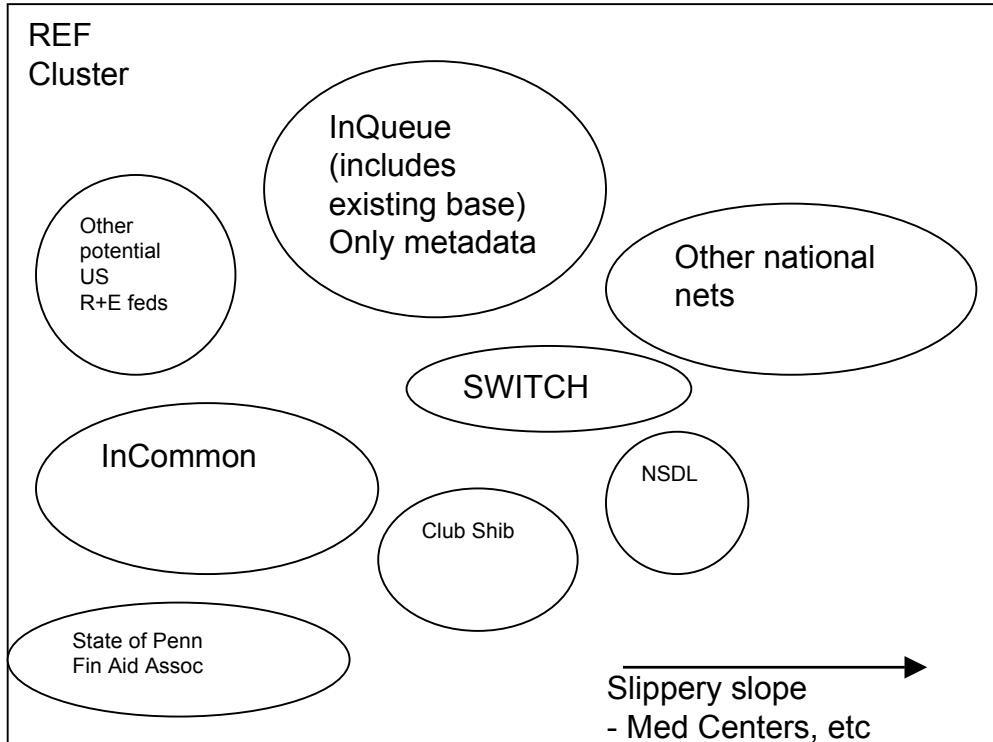 REF
Cluster
InQueue
(includes
existing base)
Only metadata
Other
potential
US
R+E feds
Other national
nets
SWITCH
InCommon
NSDL
Club Shib
State of Penn
Fin Aid Assoc
Slippery slope
- Med Centers, etc